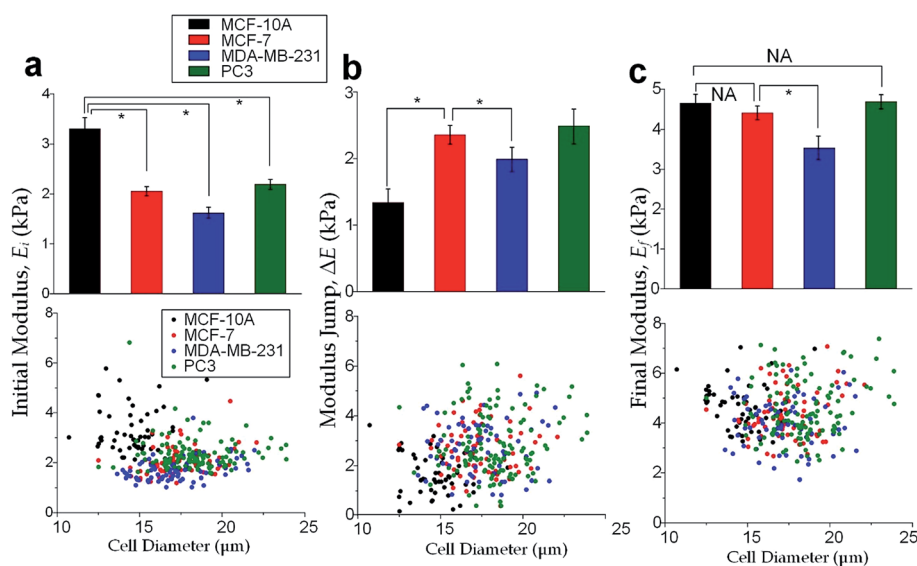 MCF-10A
MCF-7
MDA-MB-231
PC3
a
b
c
Initial Modulus, Ei (kPa)
4
3
2
1
0
*
*
*
MCF-10A
MCF-7
MDA-MB-231
PC3
8
6
4
2
0
10
15
20
25
Cell Diameter (μm)
Modulus Jump, ΔE (kPa)
3
2
1
0
*
*
8
6
4
2
0
10
15
20
25
Cell Diameter (μm)
Final Modulus, Ef (kPa)
5
4
3
2
1
0
NA
NA
*
8
6
4
2
0
10
15
20
25
Cell Diameter (μm)